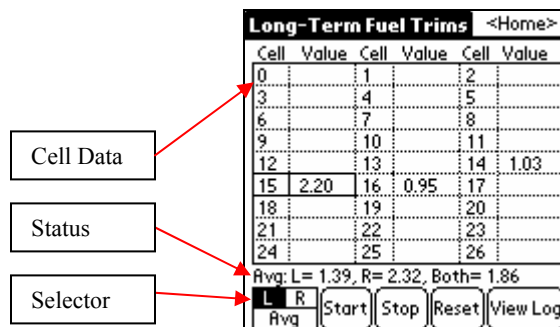 Long-Term Fuel Trims <Home>
Cell Value Cell Value Cell Value
0 1 2
3 4 5
6 7 8
9 10 11
12 13 14 1.03
15 2.20 16 0.95 17
18 19 20
21 22 23
24 25 26
Avg: L= 1.39, R= 2.32, Both= 1.86
L R
Avg
Start Stop Reset View Log
Cell Data
Status
Selector